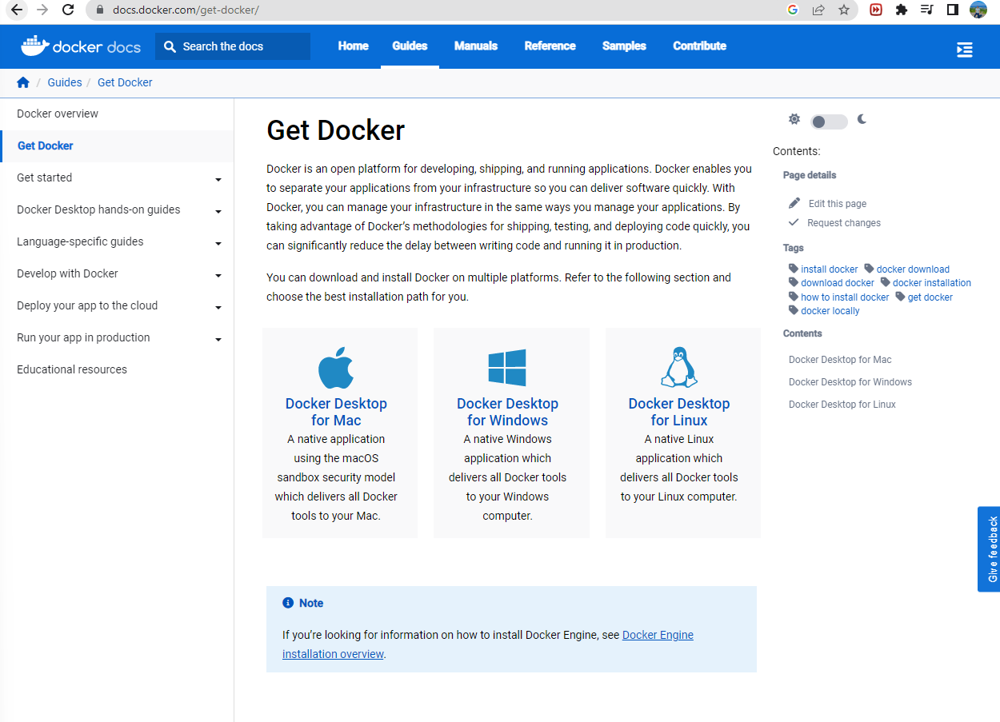 docs.docker.com/get-docker/
docker docs
Search the docs
Home
Guides
Manuals
Reference
Samples
Contribute
/ Guides / Get Docker
Docker overview
Get Docker
Get started
Docker Desktop hands-on guides
Language-specific guides
Develop with Docker
Deploy your app to the cloud
Run your app in production
Educational resources
Get Docker
Docker is an open platform for developing, shipping, and running applications. Docker enables you
to separate your applications from your infrastructure so you can deliver software quickly. With
Docker, you can manage your infrastructure in the same ways you manage your applications. By
taking advantage of Docker’s methodologies for shipping, testing, and deploying code quickly, you
can significantly reduce the delay between writing code and running it in production.
You can download and install Docker on multiple platforms. Refer to the following section and
choose the best installation path for you.
Docker Desktop
for Mac
A native application
using the macOS
sandbox security model
which delivers all Docker
tools to your Mac.
Docker Desktop
for Windows
A native Windows
application which
delivers all Docker tools
to your Windows
computer.
Docker Desktop
for Linux
A native Linux
application which
delivers all Docker tools
to your Linux computer.
Note
If you’re looking for information on how to install Docker Engine, see Docker Engine
installation overview.
Contents:
Page details
Edit this page
Request changes
Tags
install docker docker download
download docker docker installation
how to install docker get docker
docker locally
Contents
Docker Desktop for Mac
Docker Desktop for Windows
Docker Desktop for Linux
Give feedback